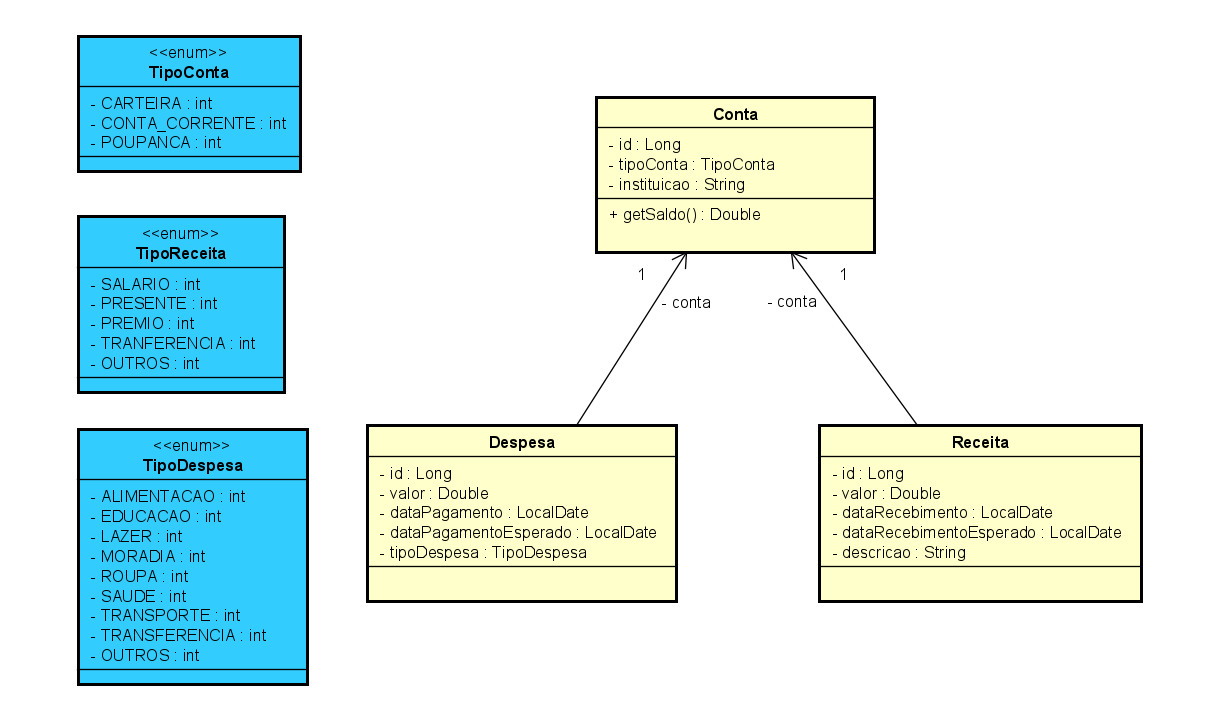 <<enum>>
TipoConta
- CARTEIRA : int
- CONTA_CORRENTE : int
- POUPANCA : int
<<enum>>
TipoReceita
- SALARIO : int
- PRESENTE : int
- PREMIO : int
- TRANFERENCIA : int
- OUTROS : int
<<enum>>
TipoDespesa
- ALIMENTACAO : int
- EDUCACAO : int
- LAZER : int
- MORADIA : int
- ROUPA : int
- SAUDE : int
- TRANSPORTE : int
- TRANSFERENCIA : int
- OUTROS : int
Conta
- id : Long
- tipoConta : TipoConta
- instituicao : String
+ getSaldo() : Double
1
- conta
1
- conta
Despesa
- id : Long
- valor : Double
- dataPagamento : LocalDate
- dataPagamentoEsperado : LocalDate
- tipoDespesa : TipoDespesa
Receita
- id : Long
- valor : Double
- dataRecebimento : LocalDate
- dataRecebimentoEsperado : LocalDate
- descricao : String